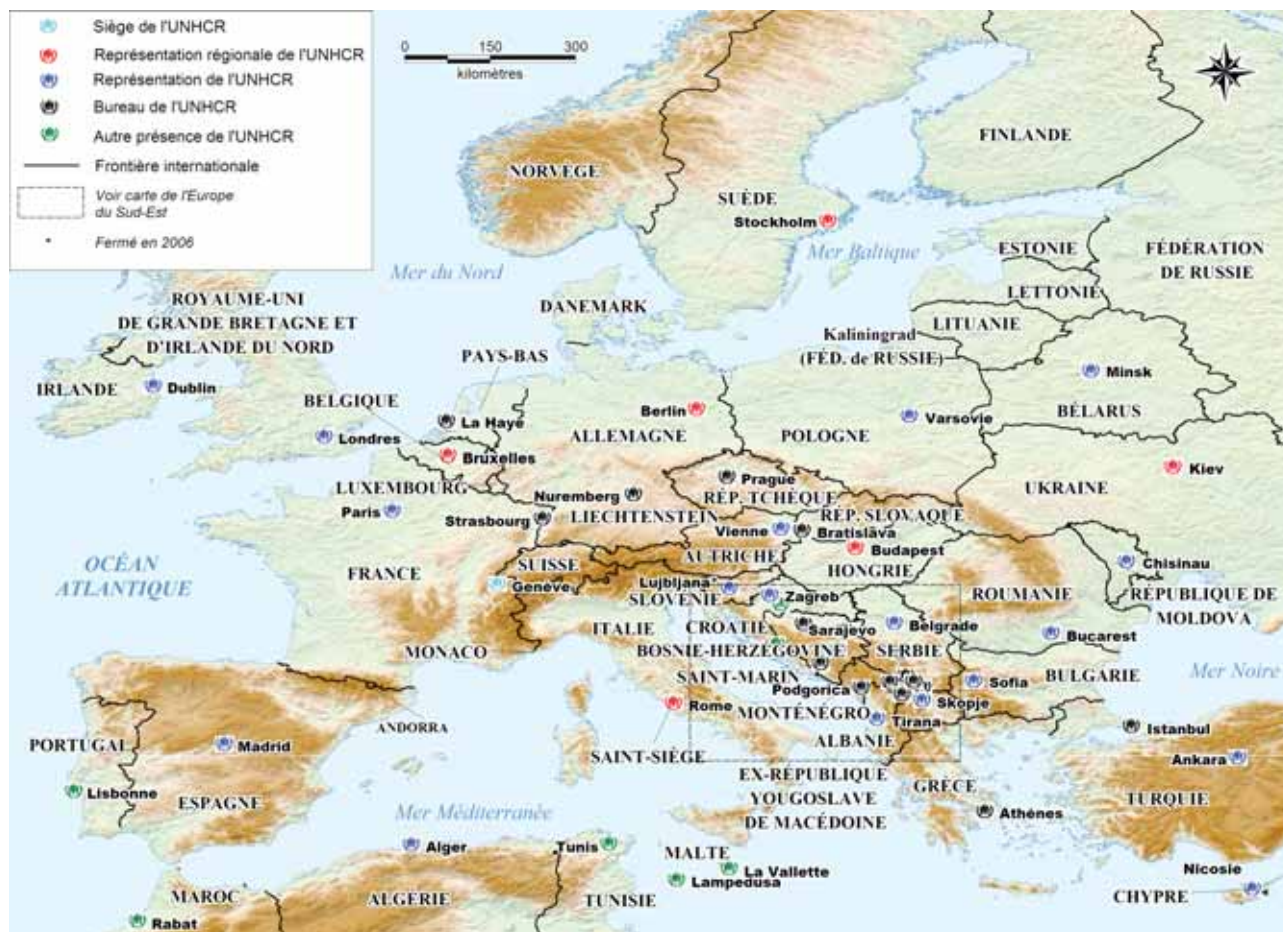 Siège de l'UNHCR
Représentation régionale de l'UNHCR
Représentation de l'UNHCR
Bureau de l'UNHCR
Autre présence de l'UNHCR
Frontière internationale
Voir carte de l'Europe
du Sud-Est
* Fermé en 2006
0 150 300
kilomètres
NORVÈGE
SUÈDE
FINLANDE
Stockholm
Mer Baltique
Mer du Nord
ESTONIE
FÉDÉRATION
DE RUSSIE
LETTONIE
LITUANIE
DANEMARK
ROYAUME-UNI
DE GRANDE BRETAGNE ET
D'IRLANDE DU NORD
Kaliningrad
(FÉD. de RUSSIE)
PAYS-BAS
IRLANDE
Dublin
BELGIQUE
La Haye
Berlin
Varsovie
Minsk
BÉLARUS
Londres
ALLEMAGNE
POLOGNE
Bruxelles
Kiev
LUXEMBOURG
Nuremberg
Prague
RÉP. TCHÈQUE
UKRAINE
Paris
Strasbourg
LIECHTENSTEIN
RÉP. SLOVAQUE
Vienne
Bratislava
AUTRICHE
Budapest
HONGRIE
OCÉAN
ATLANTIQUE
FRANCE
SUISSE
Genève
Chisinau
RÉPUBLIQUE DE
MOLDOVA
Lujbljana*
SLOVÉNIE
Zagreb
ROUMANIE
ITALIE
CROATIE
Sarajevo
Belgrade
Bucarest
MONACO
BOSNIE-HERZÉGOVINE
SERBIE
SAINT-MARIN
Sofia
BULGARIE
Mer Noire
Podgorica
Skopje
ANDORRA
Rome
MONTÉNÉGRO
Tirana
Istanbul
PORTUGAL
Madrid
SAINT-SIÈGE
ALBANIE
Ankara
Lisbonne
ESPAGNE
EX-RÉPUBLIQUE
YOUGOSLAVE
DE MACÉDOINE
GRÈCE
TURQUIE
Mer Méditerranée
Athènes
Alger
Tunis
MALTE
La Vallette
Lampedusa
Nicosie
CHYPRE
MAROC
ALGÉRIE
TUNISIE
Rabat